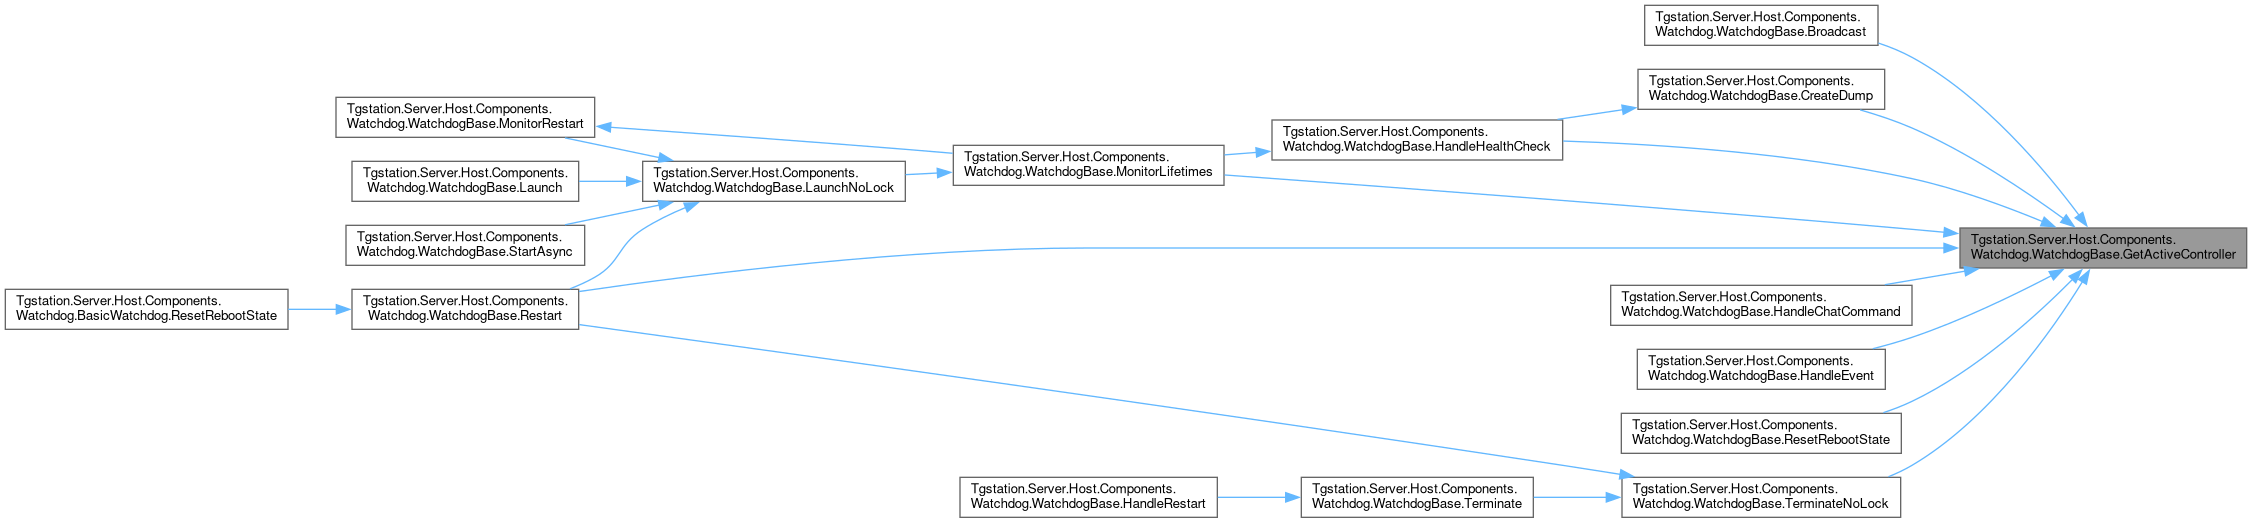 Tgstation.Server.Host.Components.
Watchdog.WatchdogBase.Broadcast
Tgstation.Server.Host.Components.
Watchdog.WatchdogBase.CreateDump
Tgstation.Server.Host.Components.
Watchdog.WatchdogBase.MonitorRestart
Tgstation.Server.Host.Components.
Watchdog.WatchdogBase.HandleHealthCheck
Tgstation.Server.Host.Components.
Watchdog.WatchdogBase.MonitorLifetimes
Tgstation.Server.Host.Components.
Watchdog.WatchdogBase.Launch
Tgstation.Server.Host.Components.
Watchdog.WatchdogBase.LaunchNoLock
Tgstation.Server.Host.Components.
Watchdog.WatchdogBase.StartAsync
Tgstation.Server.Host.Components.
Watchdog.WatchdogBase.GetActiveController
Tgstation.Server.Host.Components.
Watchdog.BasicWatchdog.ResetRebootState
Tgstation.Server.Host.Components.
Watchdog.WatchdogBase.Restart
Tgstation.Server.Host.Components.
Watchdog.WatchdogBase.HandleChatCommand
Tgstation.Server.Host.Components.
Watchdog.WatchdogBase.HandleEvent
Tgstation.Server.Host.Components.
Watchdog.WatchdogBase.ResetRebootState
Tgstation.Server.Host.Components.
Watchdog.WatchdogBase.HandleRestart
Tgstation.Server.Host.Components.
Watchdog.WatchdogBase.Terminate
Tgstation.Server.Host.Components.
Watchdog.WatchdogBase.TerminateNoLock